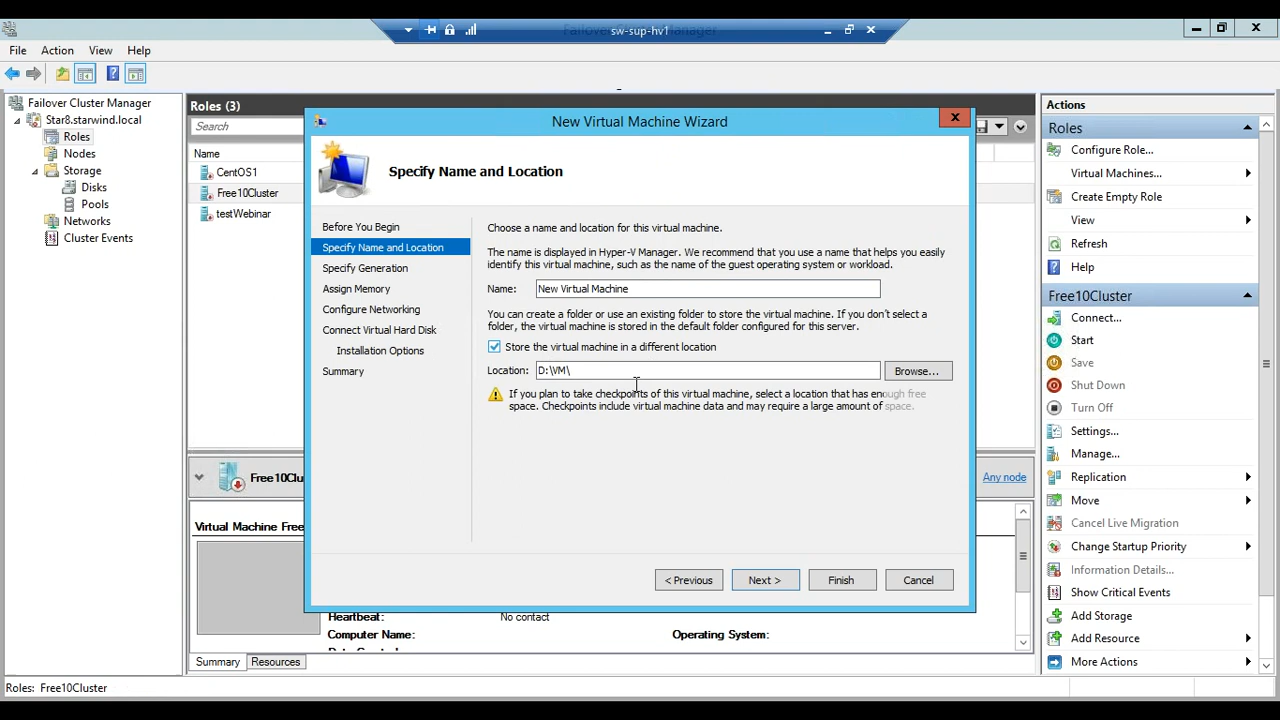 Failover Cluster Manager
sw-sup-hv1
File Action View Help
Failover Cluster Manager
Star8.starwind.local
Roles
Nodes
Storage
Disks
Pools
Networks
Cluster Events
Roles (3)
Search
Name
CentOS1
Free10Cluster
testWebinar
Free10Clu
Any node
Virtual Machine Free
Heartbeat: No contact
Computer Name: Operating System:
Summary Resources
New Virtual Machine Wizard
Specify Name and Location
Before You Begin
Specify Name and Location
Specify Generation
Assign Memory
Configure Networking
Connect Virtual Hard Disk
Installation Options
Summary
Choose a name and location for this virtual machine.
The name is displayed in Hyper-V Manager. We recommend that you use a name that helps you easily
identify this virtual machine, such as the name of the guest operating system or workload.
Name: New Virtual Machine
You can create a folder or use an existing folder to store the virtual machine. If you don't select a
folder, the virtual machine is stored in the default folder configured for this server.
Store the virtual machine in a different location
Location: D:\VM\ Browse...
If you plan to take checkpoints of this virtual machine, select a location that has enough free
space. Checkpoints include virtual machine data and may require a large amount of space.
< Previous Next > Finish Cancel
Actions
Roles
Configure Role...
Virtual Machines...
Create Empty Role
View
Refresh
Help
Free10Cluster
Connect...
Start
Save
Shut Down
Turn Off
Settings...
Manage...
Replication
Move
Cancel Live Migration
Change Startup Priority
Information Details...
Show Critical Events
Add Storage
Add Resource
More Actions
Roles: Free10Cluster